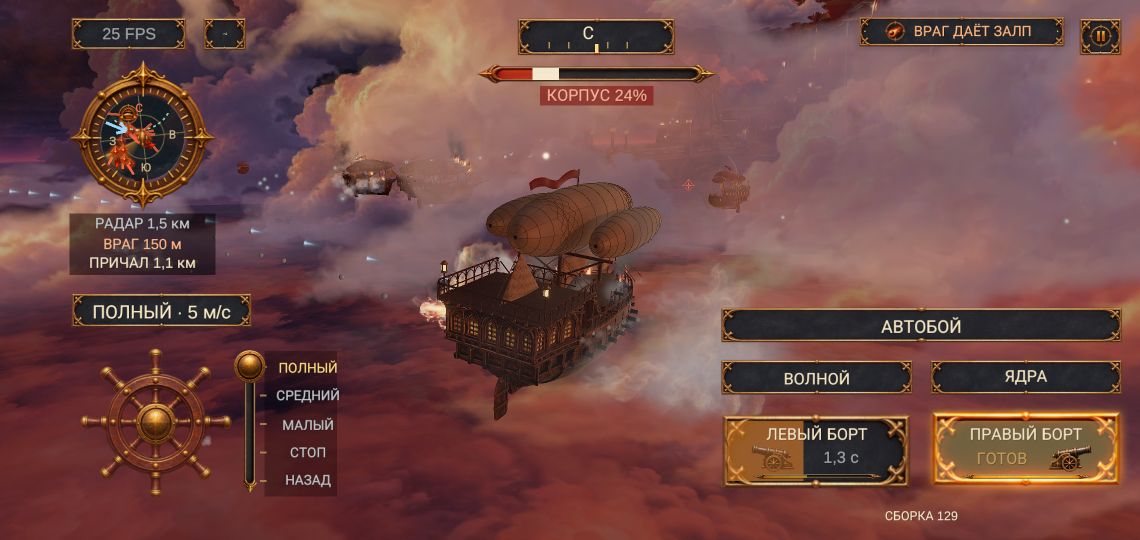 25 FPS
С
ВРАГ ДАЁТ ЗАЛП
КОРПУС 24%
С
З
В
Ю
РАДАР 1,5 км
ВРАГ 150 м
ПРИЧАЛ 1,1 км
ПОЛНЫЙ · 5 м/с
ПОЛНЫЙ
СРЕДНИЙ
МАЛЫЙ
СТОП
НАЗАД
АВТОБОЙ
ВОЛНОЙ
ЯДРА
ЛЕВЫЙ БОРТ
1,3 с
ПРАВЫЙ БОРТ
ГОТОВ
СБОРКА 129